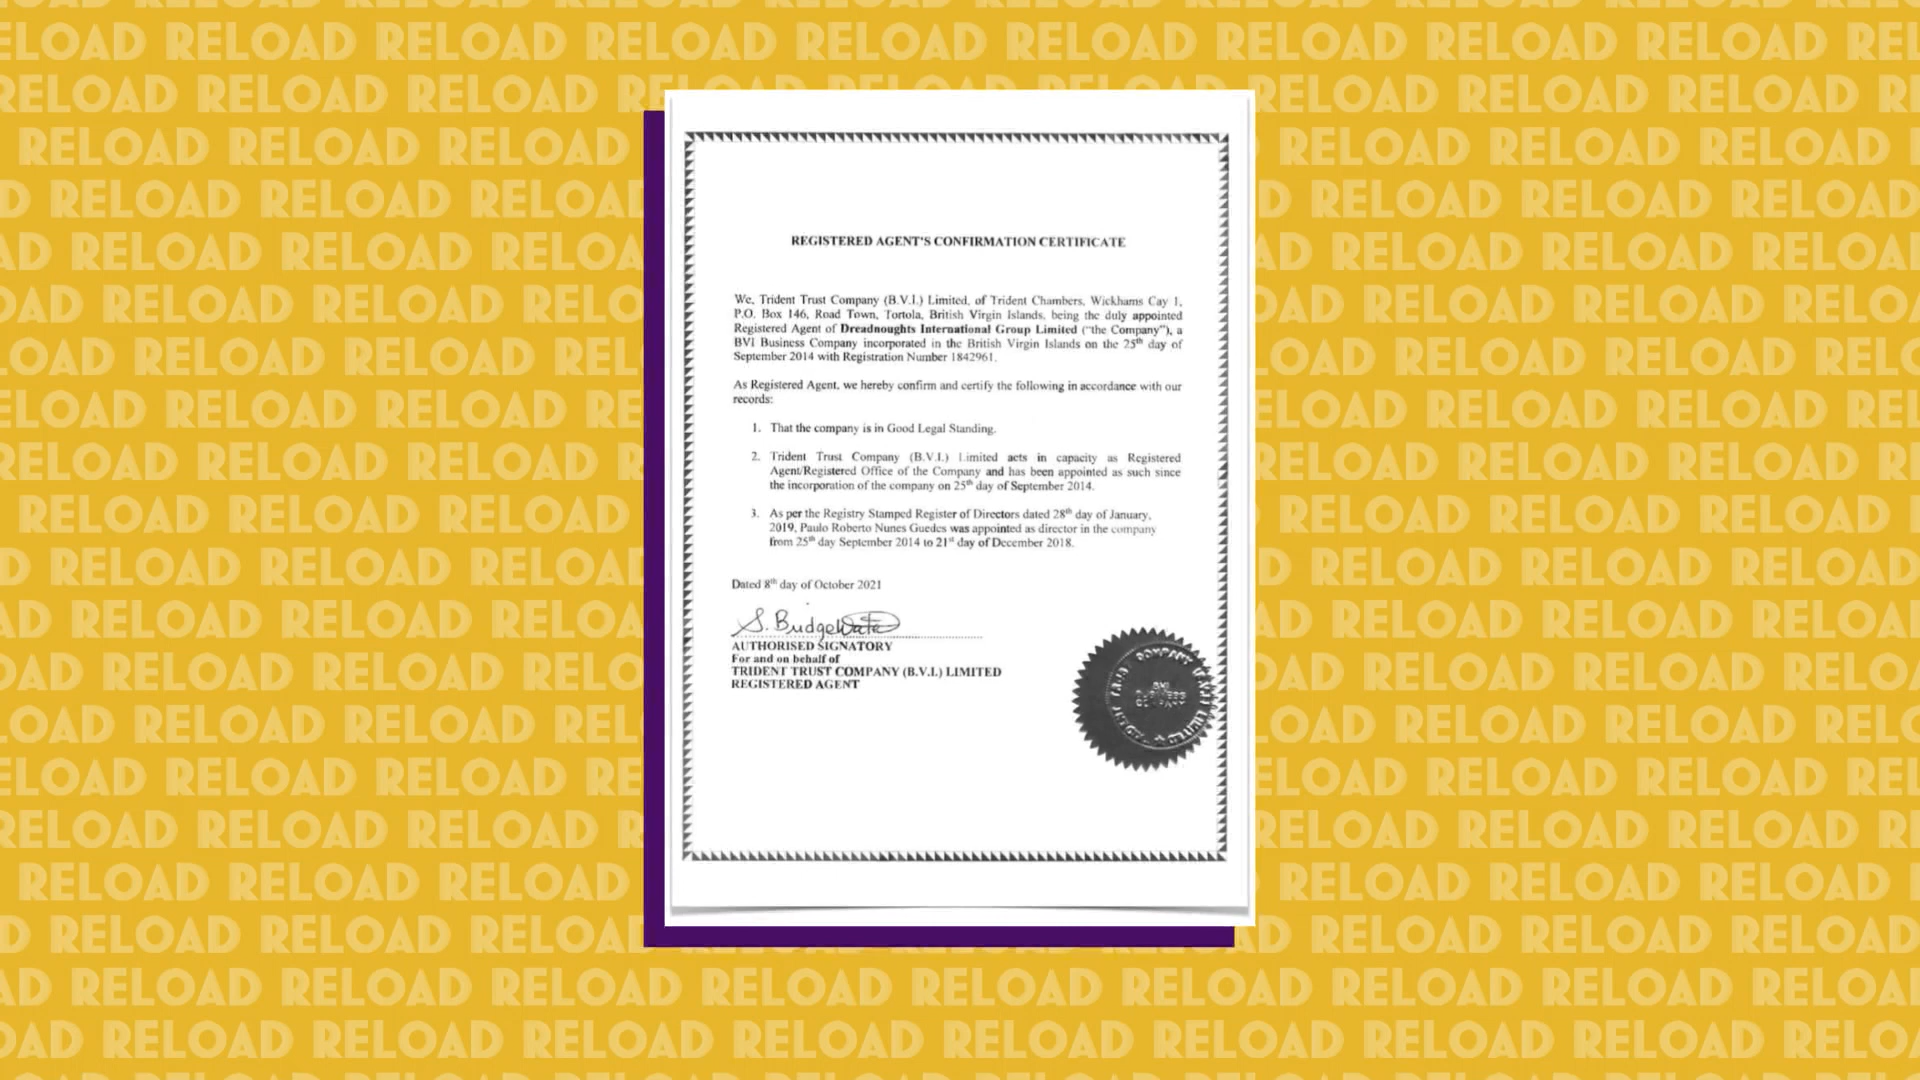 REGISTERED AGENT'S CONFIRMATION CERTIFICATE
We, Trident Trust Company (B.V.I.) Limited, of Trident Chambers, Wickhams Cay 1,
P.O. Box 146, Road Town, Tortola, British Virgin Islands, being the duly appointed
Registered Agent of Dreadnoughts International Group Limited ("the Company"), a
BVI Business Company incorporated in the British Virgin Islands on the 25th day of
September 2014 with Registration Number 1842961.
As Registered Agent, we hereby confirm and certify the following in accordance with our
records:
1. That the company is in Good Legal Standing.
2. Trident Trust Company (B.V.I.) Limited acts in capacity as Registered
Agent/Registered Office of the Company and has been appointed as such since
the incorporation of the company on 25th day of September 2014.
3. As per the Registry Stamped Register of Directors dated 28th day of January,
2019, Paulo Roberto Nunes Guedes was appointed as director in the company
from 25th day September 2014 to 21st day of December 2018.
Dated 8th day of October 2021
S. Bridgewater
AUTHORISED SIGNATORY
For and on behalf of
TRIDENT TRUST COMPANY (B.V.I.) LIMITED
REGISTERED AGENT
COMPANY
BVI
BUSINESS
COMPANY
RELOAD RELOAD RELOAD RELOAD RELOAD RELOAD RELOAD RELOAD